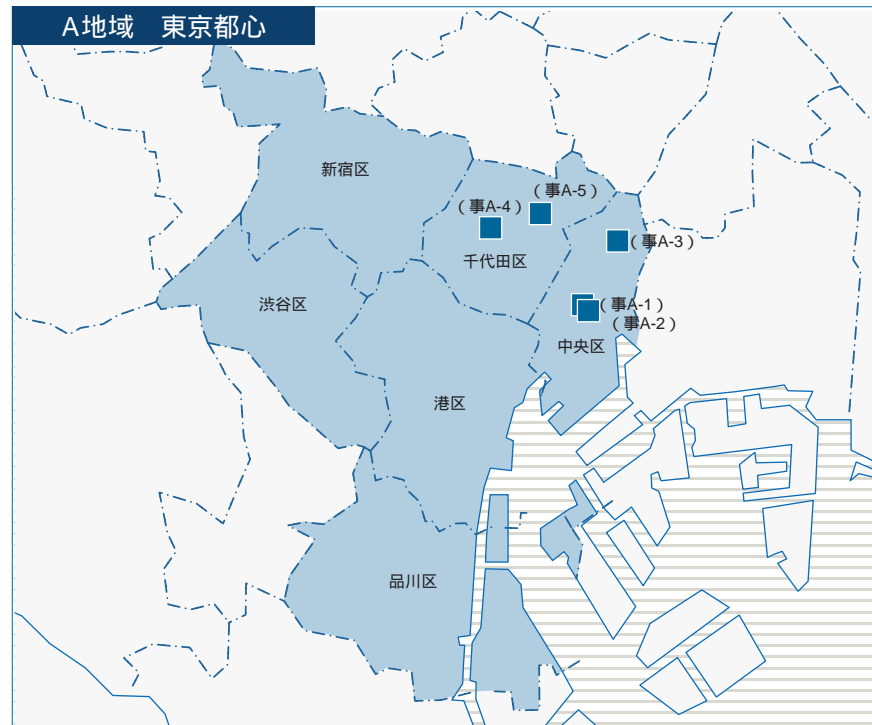 A地域 東京都心
新宿区
(事A-5)
(事A-4)
(事A-3)
千代田区
渋谷区
(事A-1)
(事A-2)
中央区
港区
品川区